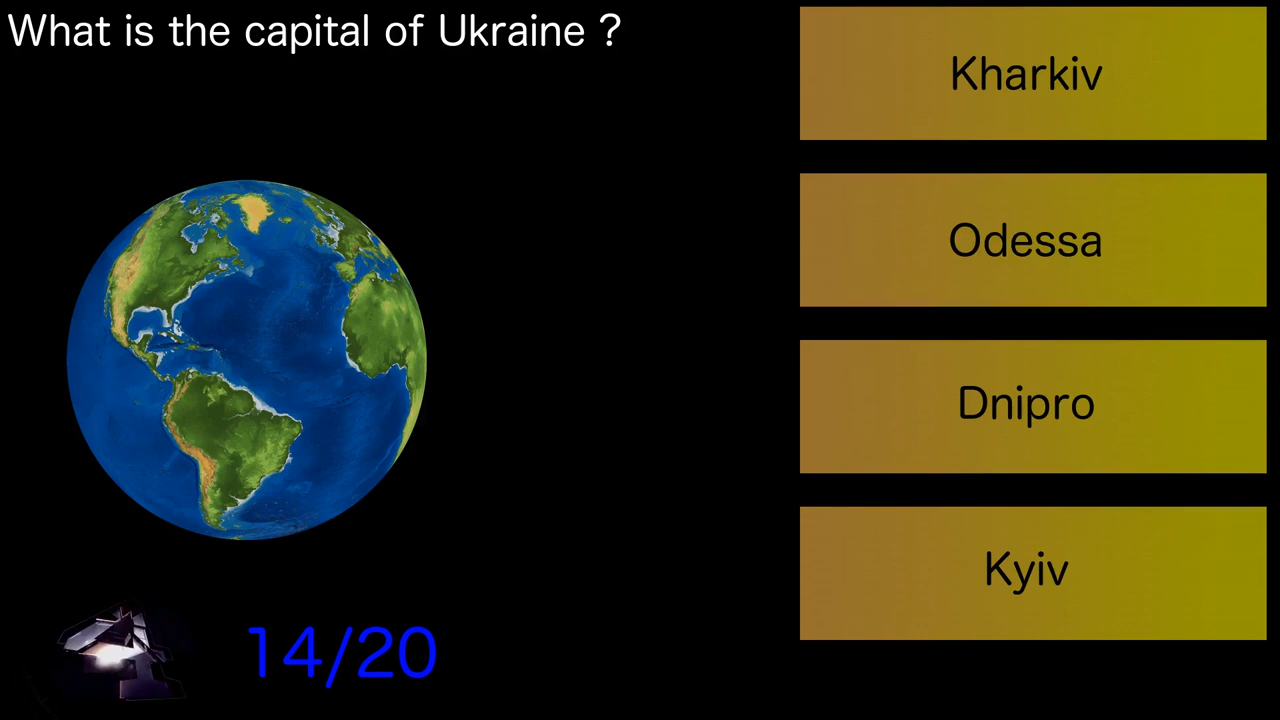 What is the capital of Ukraine ?
Kharkiv
Odessa
Dnipro
Kyiv
14/20